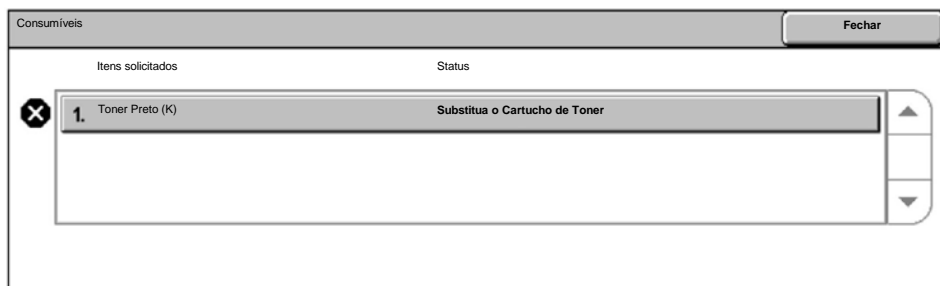 Consumíveis
Fechar
Itens solicitados Status
1. Toner Preto (K) Substitua o Cartucho de Toner